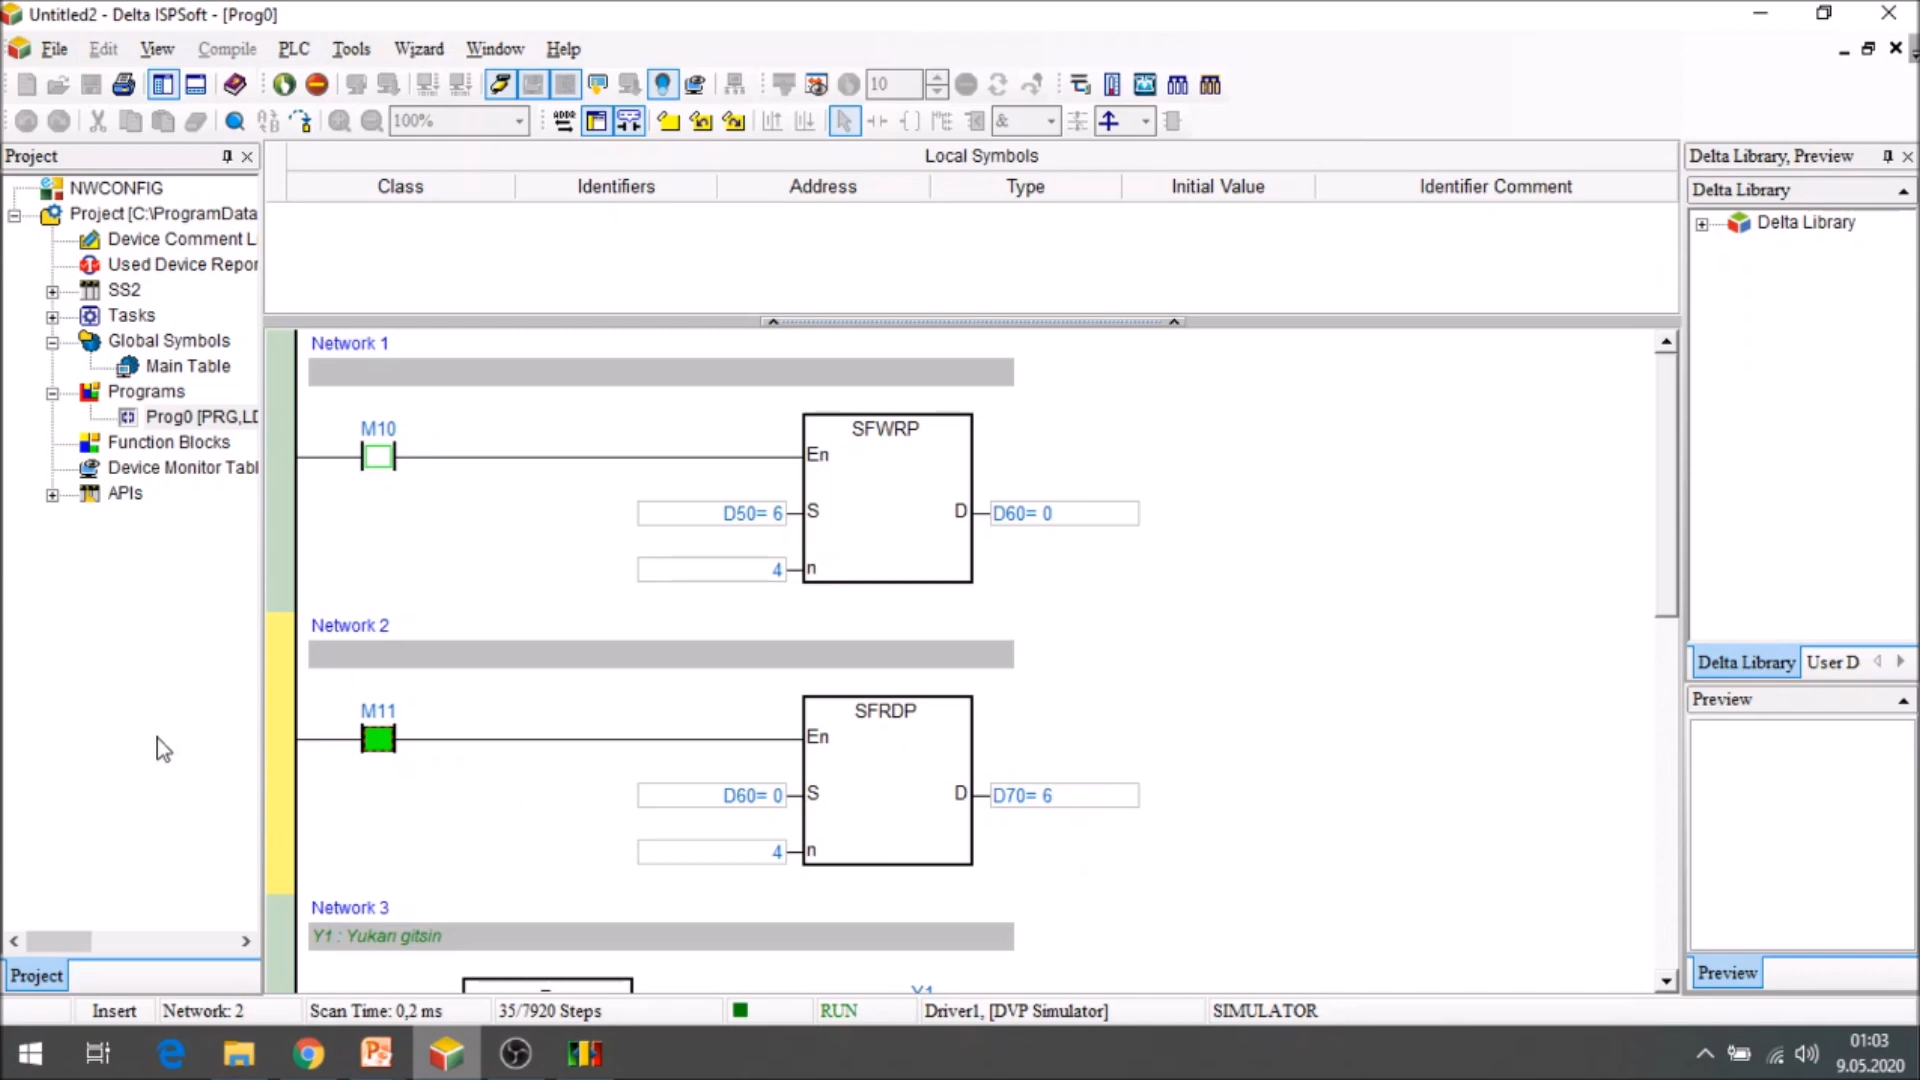 Untitled2 - Delta ISPSoft - [Prog0]
File Edit View Compile PLC Tools Wizard Window Help
10
100%
ADDR
&
Project
NWCONFIG
Project [C:\ProgramData
Device Comment L
Used Device Repor
SS2
Tasks
Global Symbols
Main Table
Programs
Prog0 [PRG,LD
Function Blocks
Device Monitor Tabl
APIs
Project
Local Symbols
Class Identifiers Address Type Initial Value Identifier Comment
Network 1
M10
SFWRP
En
D50= 6 S D D60= 0
4 n
Network 2
M11
SFRDP
En
D60= 0 S D D70= 6
4 n
Network 3
Y1 : Yukarı gitsin
Y1
Delta Library, Preview
Delta Library
Delta Library
Delta Library User D
Preview
Preview
Insert Network: 2 Scan Time: 0,2 ms 35/7920 Steps RUN Driver1, [DVP Simulator] SIMULATOR
01:03
9.05.2020